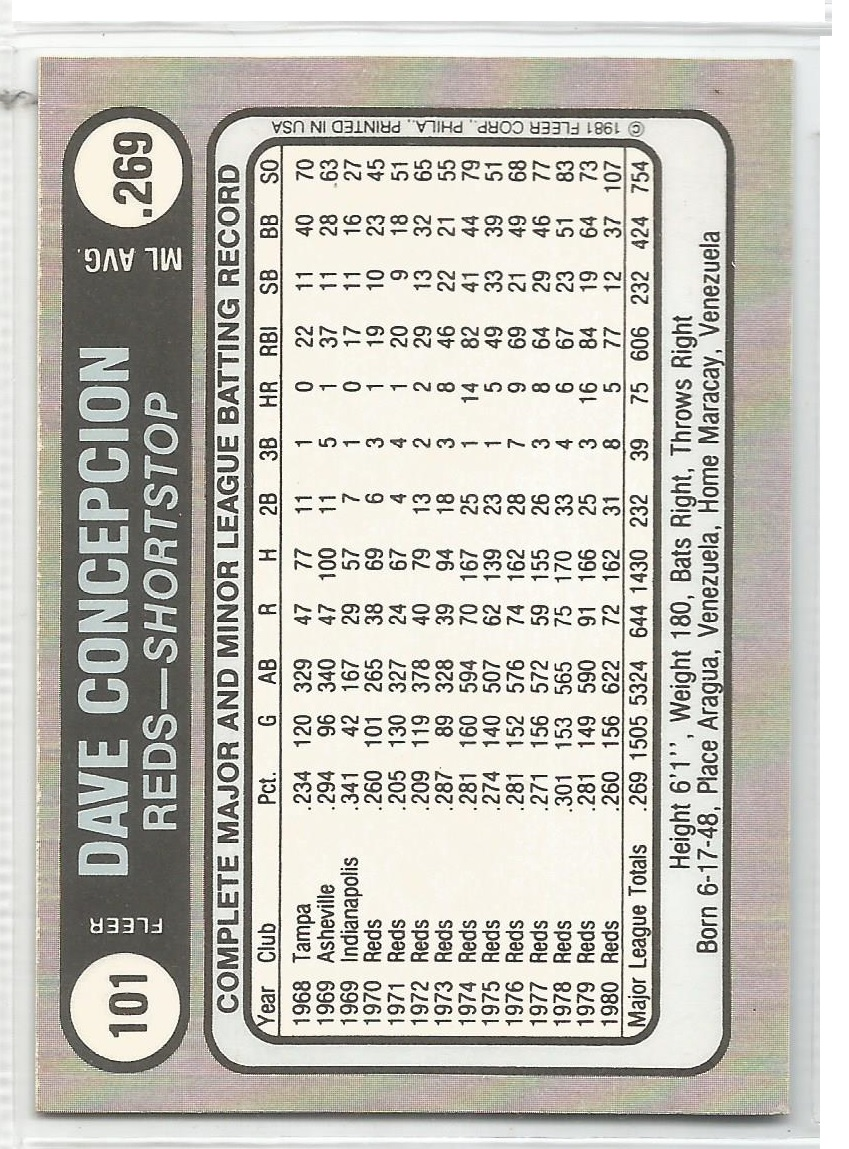 101
FLEER
DAVE CONCEPCION
REDS—SHORTSTOP
ML AVG.
.269
COMPLETE MAJOR AND MINOR LEAGUE BATTING RECORD
Year Club Pct. G AB R H 2B 3B HR RBI SB BB SO
1968 Tampa .234 120 329 47 77 11 1 0 22 11 40 70
1969 Asheville .294 96 340 47 100 11 5 1 37 11 28 63
1969 Indianapolis .341 42 167 29 57 7 1 0 17 11 16 27
1970 Reds .260 101 265 38 69 6 3 1 19 10 23 45
1971 Reds .205 130 327 24 67 4 4 1 20 9 18 51
1972 Reds .209 119 378 40 79 13 2 2 29 13 32 65
1973 Reds .287 89 328 39 94 18 3 8 46 22 21 55
1974 Reds .281 160 594 70 167 25 1 14 82 41 44 79
1975 Reds .274 140 507 62 139 23 1 5 49 33 39 51
1976 Reds .281 152 576 74 162 28 7 9 69 21 49 68
1977 Reds .271 156 572 59 155 26 3 8 64 29 46 77
1978 Reds .301 153 565 75 170 33 4 6 67 23 51 83
1979 Reds .281 149 590 91 166 25 3 16 84 19 64 73
1980 Reds .260 156 622 72 162 31 8 5 77 12 37 107
Major League Totals .269 1505 5324 644 1430 232 39 75 606 232 424 754
Height 6'1'', Weight 180, Bats Right, Throws Right
Born 6-17-48, Place Aragua, Venezuela, Home Maracay, Venezuela
© 1981 FLEER CORP., PHILA., PRINTED IN USA